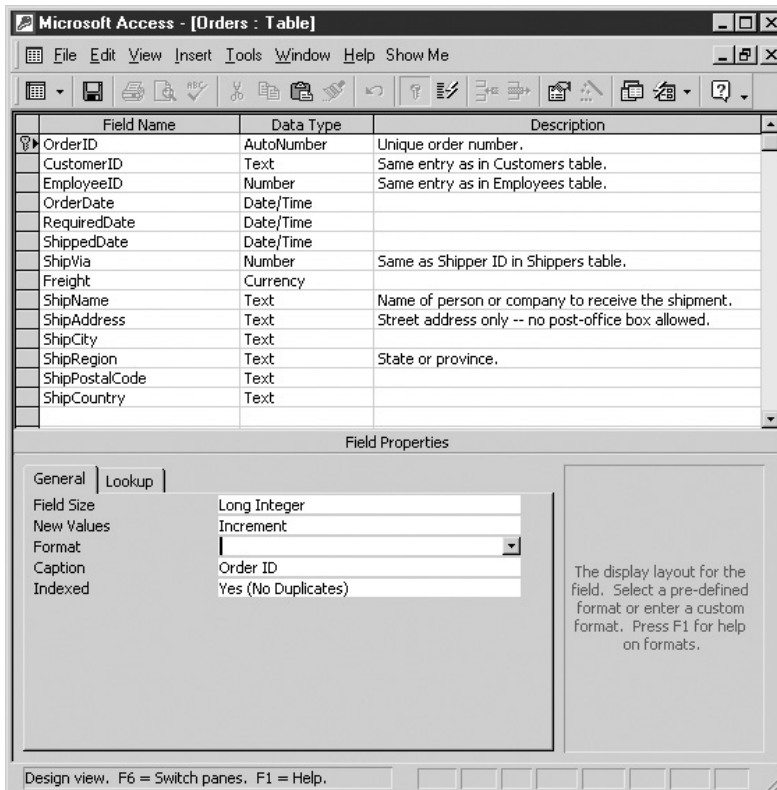 Microsoft Access - [Orders : Table]
File Edit View Insert Tools Window Help Show Me
Field Name Data Type Description
OrderID AutoNumber Unique order number.
CustomerID Text Same entry as in Customers table.
EmployeeID Number Same entry as in Employees table.
OrderDate Date/Time
RequiredDate Date/Time
ShippedDate Date/Time
ShipVia Number Same as Shipper ID in Shippers table.
Freight Currency
ShipName Text Name of person or company to receive the shipment.
ShipAddress Text Street address only -- no post-office box allowed.
ShipCity Text
ShipRegion Text State or province.
ShipPostalCode Text
ShipCountry Text
Field Properties
General Lookup
Field Size Long Integer
New Values Increment
Format
Caption Order ID
Indexed Yes (No Duplicates)
The display layout for the
field. Select a pre-defined
format or enter a custom
format. Press F1 for help
on formats.
Design view. F6 = Switch panes. F1 = Help.